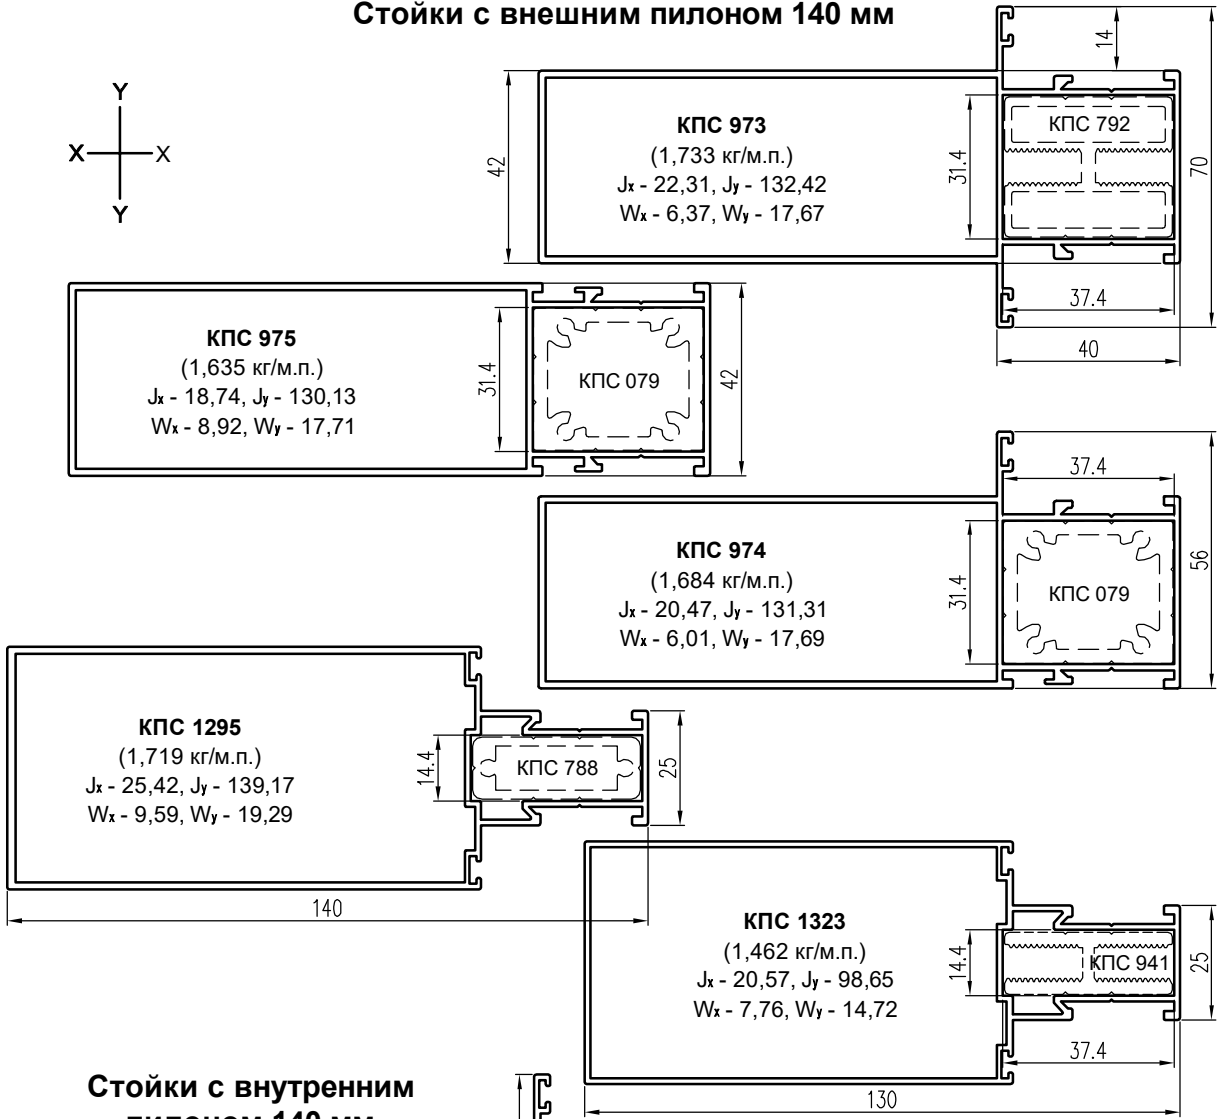 Стойки с внешним пилоном 140 мм
Y
X
X
Y
14
42
КПС 973
(1,733 кг/м.п.)
Jx - 22,31, Jy - 132,42
Wx - 6,37, Wy - 17,67
31.4
КПС 792
70
37.4
40
КПС 975
(1,635 кг/м.п.)
Jx - 18,74, Jy - 130,13
Wx - 8,92, Wy - 17,71
31.4
КПС 079
42
37.4
КПС 974
(1,684 кг/м.п.)
Jx - 20,47, Jy - 131,31
Wx - 6,01, Wy - 17,69
31.4
КПС 079
56
КПС 1295
(1,719 кг/м.п.)
Jx - 25,42, Jy - 139,17
Wx - 9,59, Wy - 19,29
14.4
КПС 788
25
140
КПС 1323
(1,462 кг/м.п.)
Jx - 20,57, Jy - 98,65
Wx - 7,76, Wy - 14,72
14.4
КПС 941
25
37.4
130
Стойки с внутренним
пилоном 140 мм